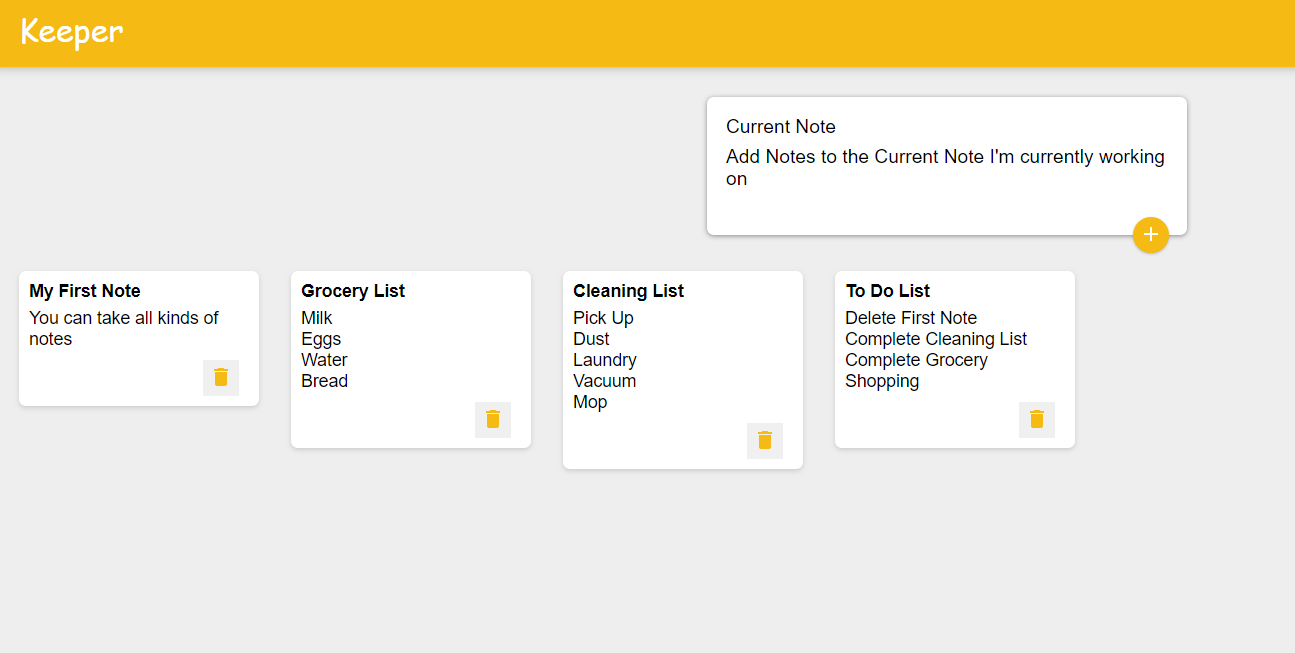 Keeper
Current Note
Add Notes to the Current Note I'm currently working
on
My First Note
You can take all kinds of
notes
Grocery List
Milk
Eggs
Water
Bread
Cleaning List
Pick Up
Dust
Laundry
Vacuum
Mop
To Do List
Delete First Note
Complete Cleaning List
Complete Grocery
Shopping